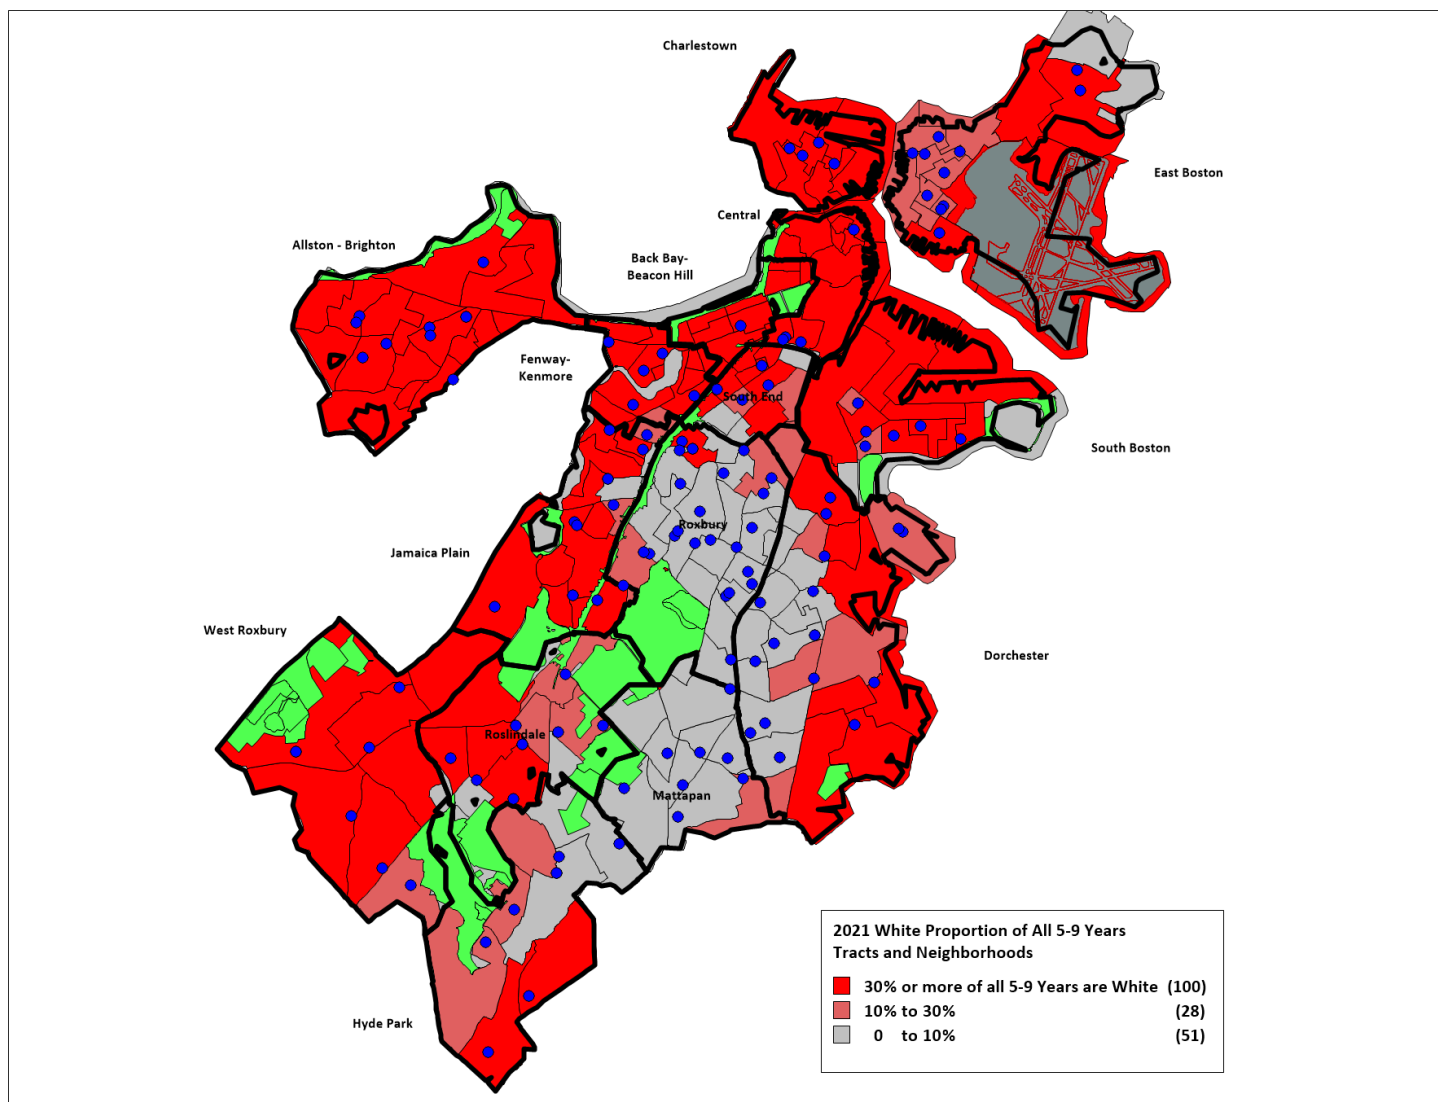 Charlestown
East Boston
Central
Allston - Brighton
Back Bay-
Beacon Hill
Fenway-
Kenmore
South End
South Boston
Roxbury
Jamaica Plain
West Roxbury
Dorchester
Roslindale
Mattapan
Hyde Park
2021 White Proportion of All 5-9 Years
Tracts and Neighborhoods
30% or more of all 5-9 Years are White (100)
10% to 30% (28)
0 to 10% (51)